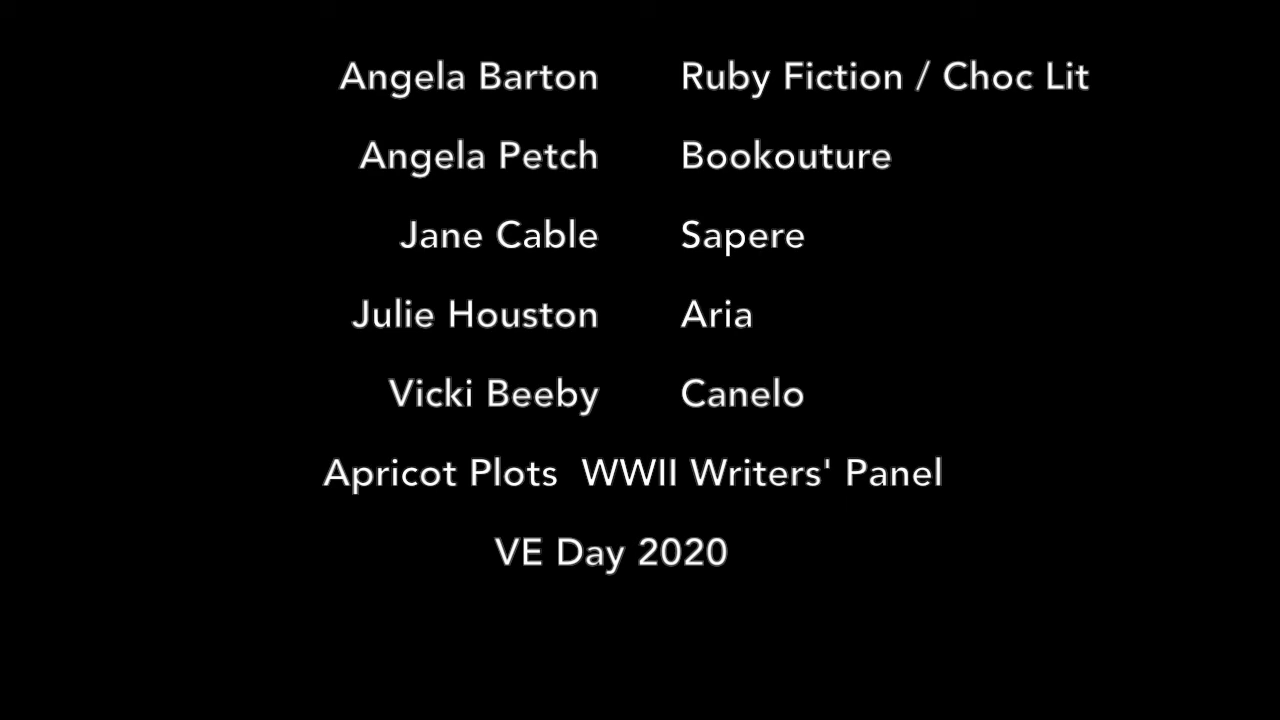 Angela Barton Ruby Fiction / Choc Lit
Angela Petch Bookouture
Jane Cable Sapere
Julie Houston Aria
Vicki Beeby Canelo
Apricot Plots WWII Writers' Panel
VE Day 2020